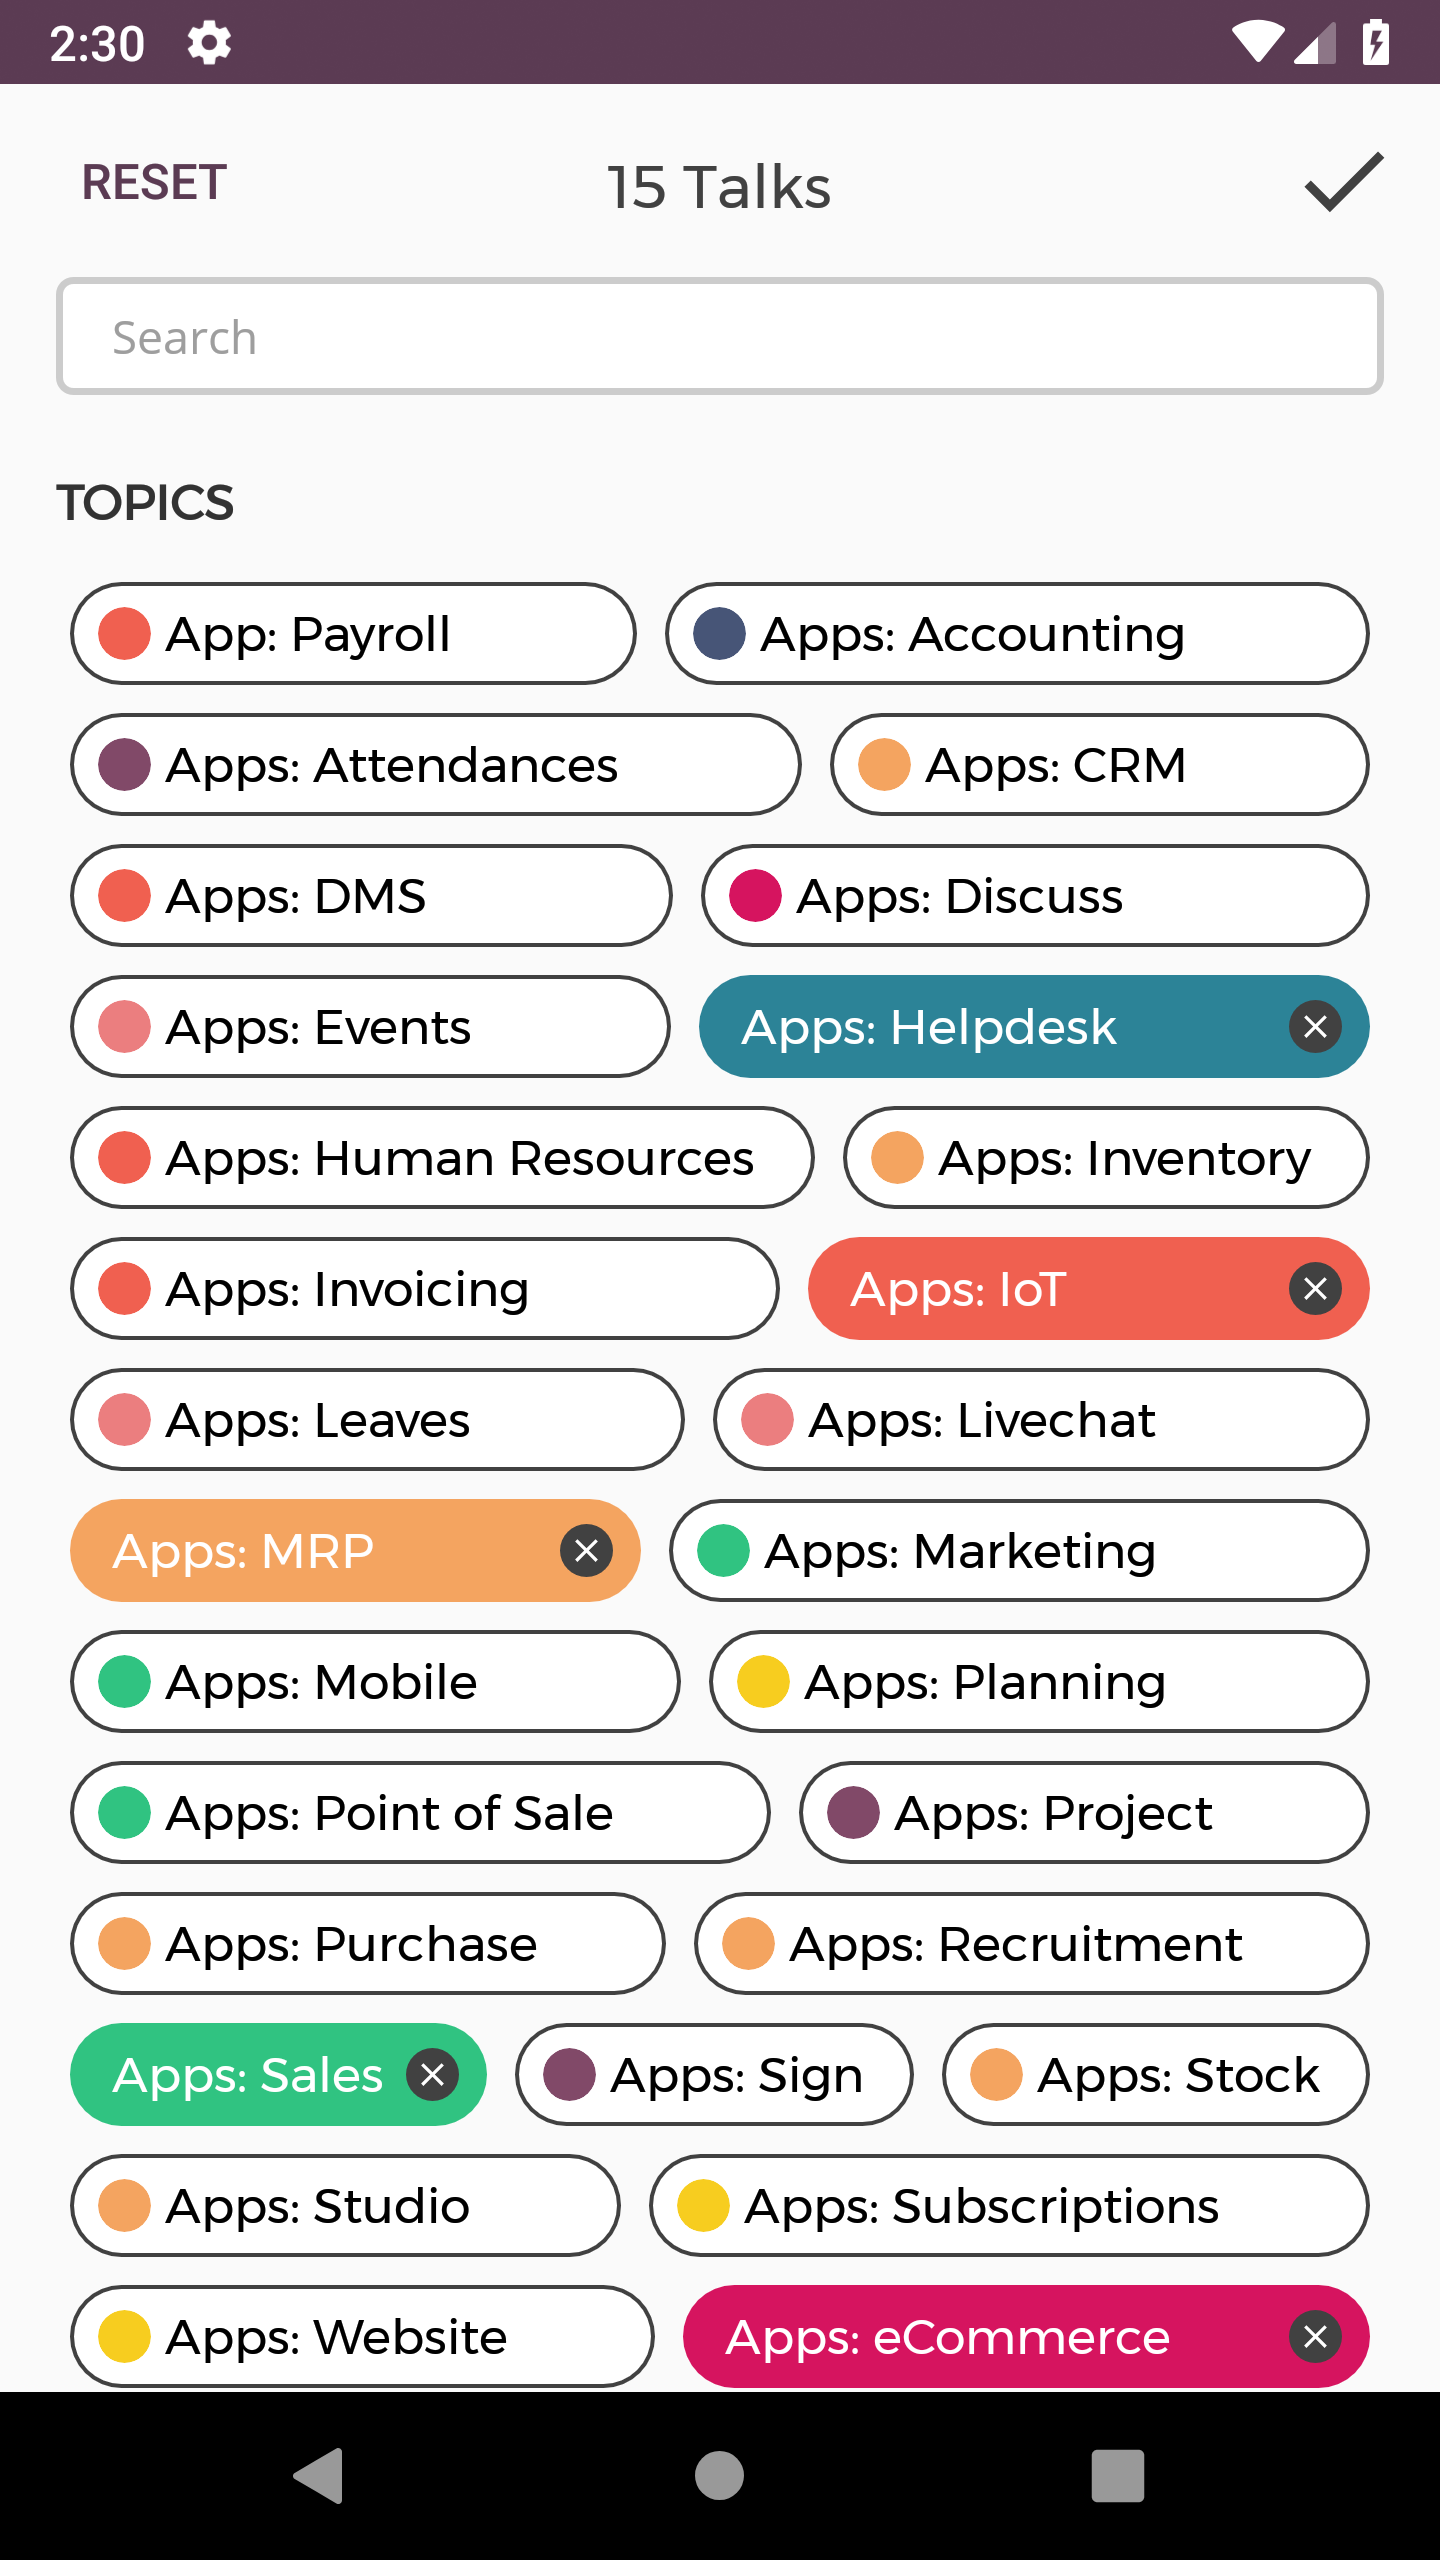 2:30
RESET
15 Talks
Search
TOPICS
App: Payroll
Apps: Accounting
Apps: Attendances
Apps: CRM
Apps: DMS
Apps: Discuss
Apps: Events
Apps: Helpdesk
Apps: Human Resources
Apps: Inventory
Apps: Invoicing
Apps: IoT
Apps: Leaves
Apps: Livechat
Apps: MRP
Apps: Marketing
Apps: Mobile
Apps: Planning
Apps: Point of Sale
Apps: Project
Apps: Purchase
Apps: Recruitment
Apps: Sales
Apps: Sign
Apps: Stock
Apps: Studio
Apps: Subscriptions
Apps: Website
Apps: eCommerce